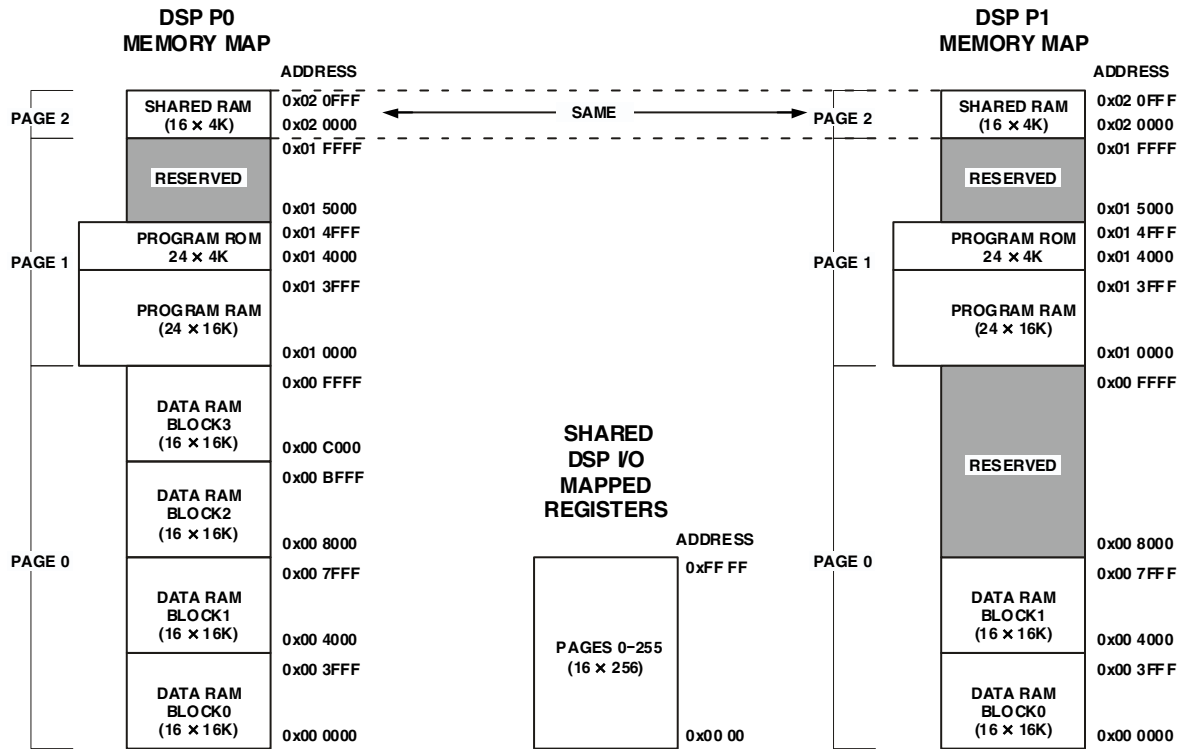 DSP P0
MEMORY MAP
ADDRESS
PAGE 2
SHARED RAM
(16 × 4K)
0x02 0FFF
0x02 0000
RESERVED
0x01 FFFF
0x01 5000
PAGE 1
PROGRAM ROM
24 × 4K
0x01 4FFF
0x01 4000
PROGRAM RAM
(24 × 16K)
0x01 3FFF
0x01 0000
PAGE 0
DATA RAM
BLOCK3
(16 × 16K)
0x00 FFFF
0x00 C000
DATA RAM
BLOCK2
(16 × 16K)
0x00 BFFF
0x00 8000
DATA RAM
BLOCK1
(16 × 16K)
0x00 7FFF
0x00 4000
DATA RAM
BLOCK0
(16 × 16K)
0x00 3FFF
0x00 0000
SAME
SHARED
DSP I/O
MAPPED
REGISTERS
ADDRESS
0xFF FF
PAGES 0–255
(16 × 256)
0x00 00
DSP P1
MEMORY MAP
ADDRESS
PAGE 2
SHARED RAM
(16 × 4K)
0x02 0FFF
0x02 0000
RESERVED
0x01 FFFF
0x01 5000
PAGE 1
PROGRAM ROM
24 × 4K
0x01 4FFF
0x01 4000
PROGRAM RAM
(24 × 16K)
0x01 3FFF
0x01 0000
PAGE 0
RESERVED
0x00 FFFF
0x00 8000
DATA RAM
BLOCK1
(16 × 16K)
0x00 7FFF
0x00 4000
DATA RAM
BLOCK0
(16 × 16K)
0x00 3FFF
0x00 0000